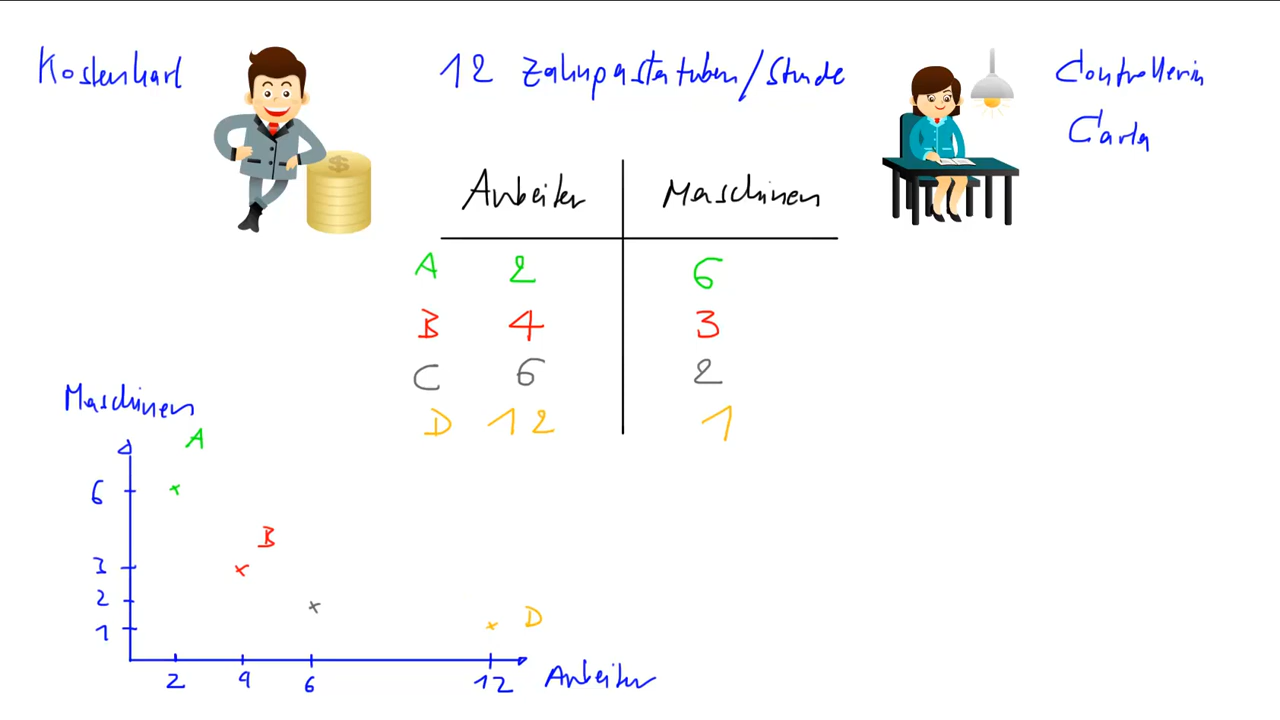 Kostenkarl
12 Zahnpastatuben/Stunde
Controllerin
Carla
$
Arbeiter Maschinen
A 2 6
B 4 3
C 6 2
D 12 1
Maschinen
A
6
B
3
2
D
1
2 4 6 12 Arbeiter